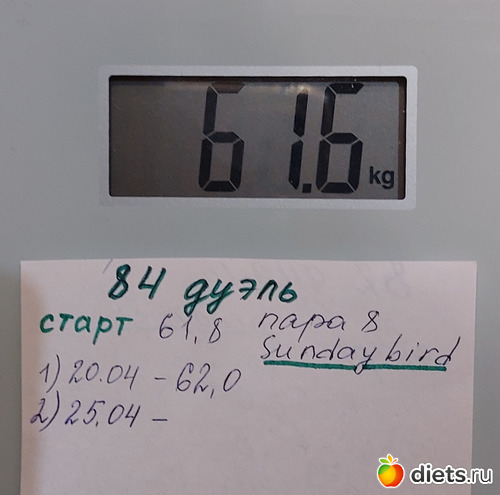 61.6 kg
84 дуэль
старт 61,8 пара 8
Sundaybird
1) 20.04 - 62,0
2) 25.04 -
diets.ru